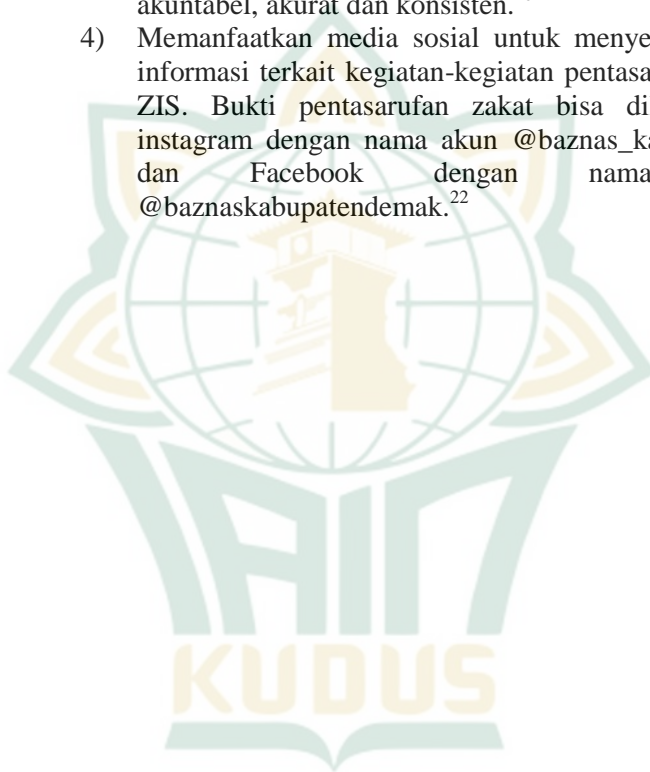 akuntabel, akurat dan konsisten.
4) Memanfaatkan media sosial untuk menye
informasi terkait kegiatan-kegiatan pentasa
ZIS. Bukti pentasarufan zakat bisa di
instagram dengan nama akun @baznas_ka
dan Facebook dengan nama
@baznaskabupatendemak.22
IAIN
KUDUS